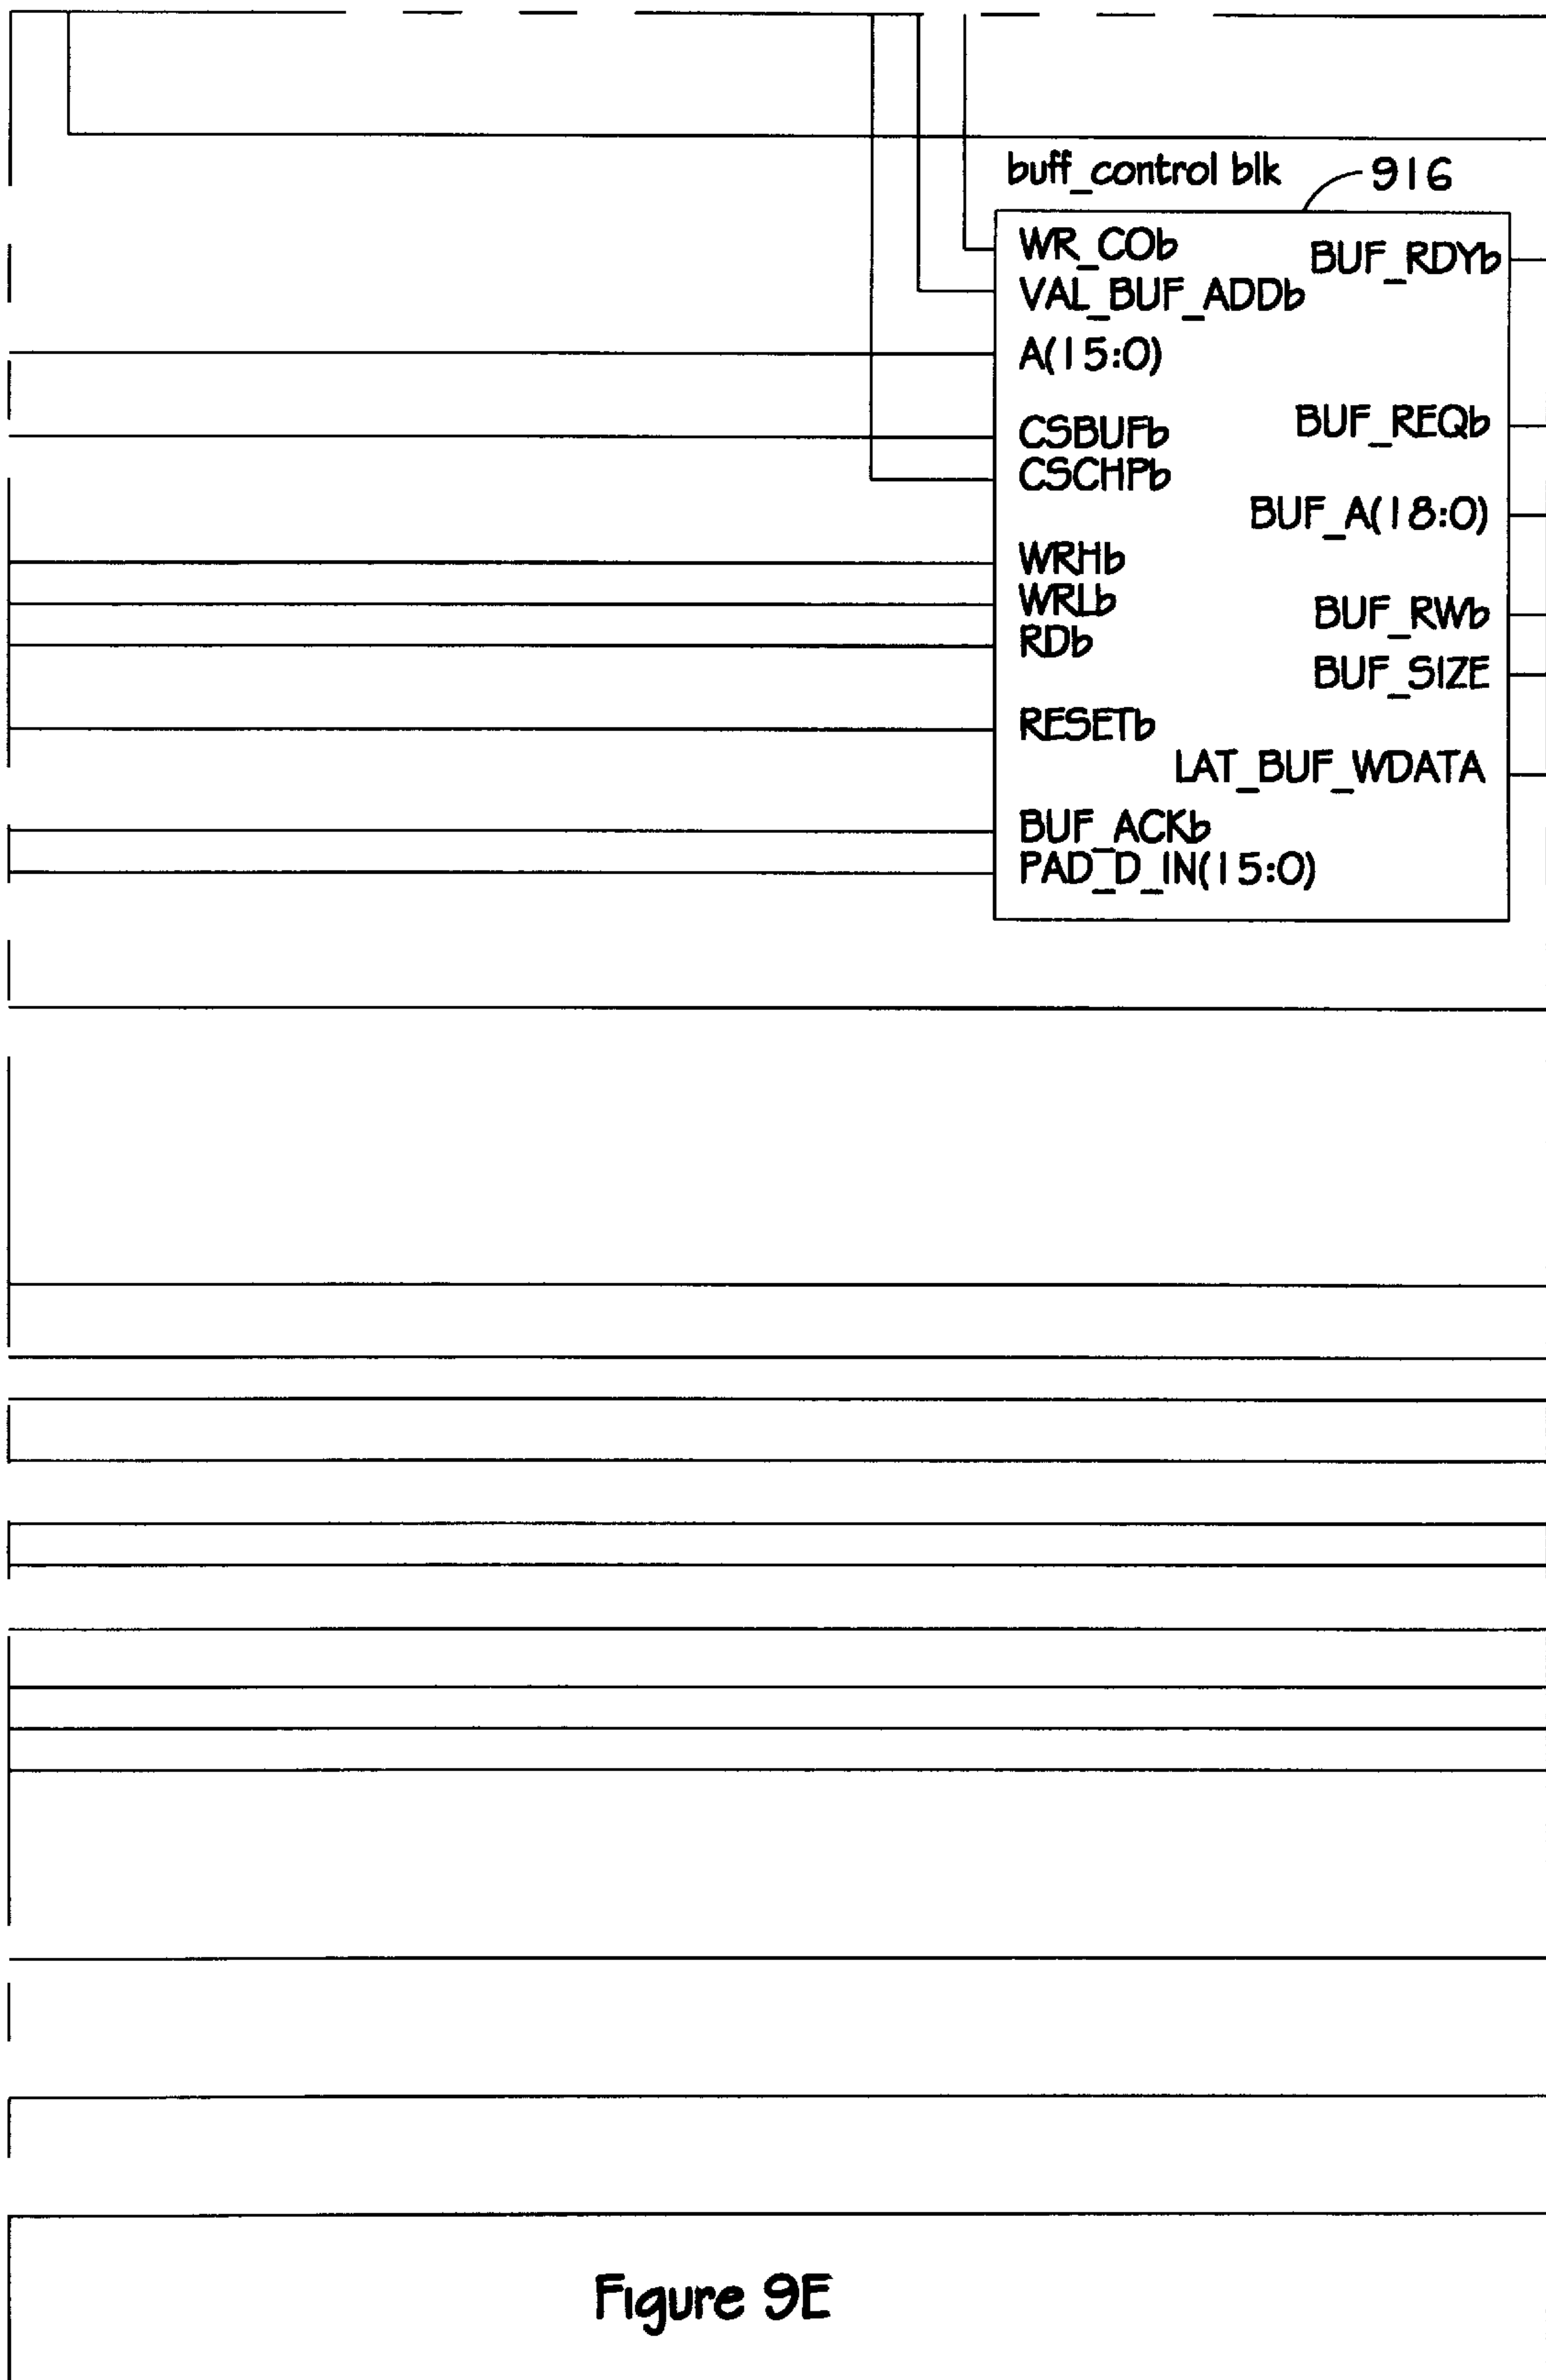 buff_control blk 916
WR_COb
BUF_RDYb
VAL_BUF_ADDb
A(15:0)
CSBUFb
BUF_REQb
CSCHPb
BUF_A(18:0)
WRHb
WRLb
BUF_RWb
RDb
BUF_SIZE
RESETb
LAT_BUF_WDATA
BUF_ACKb
PAD_D_IN(15:0)
Figure 9E